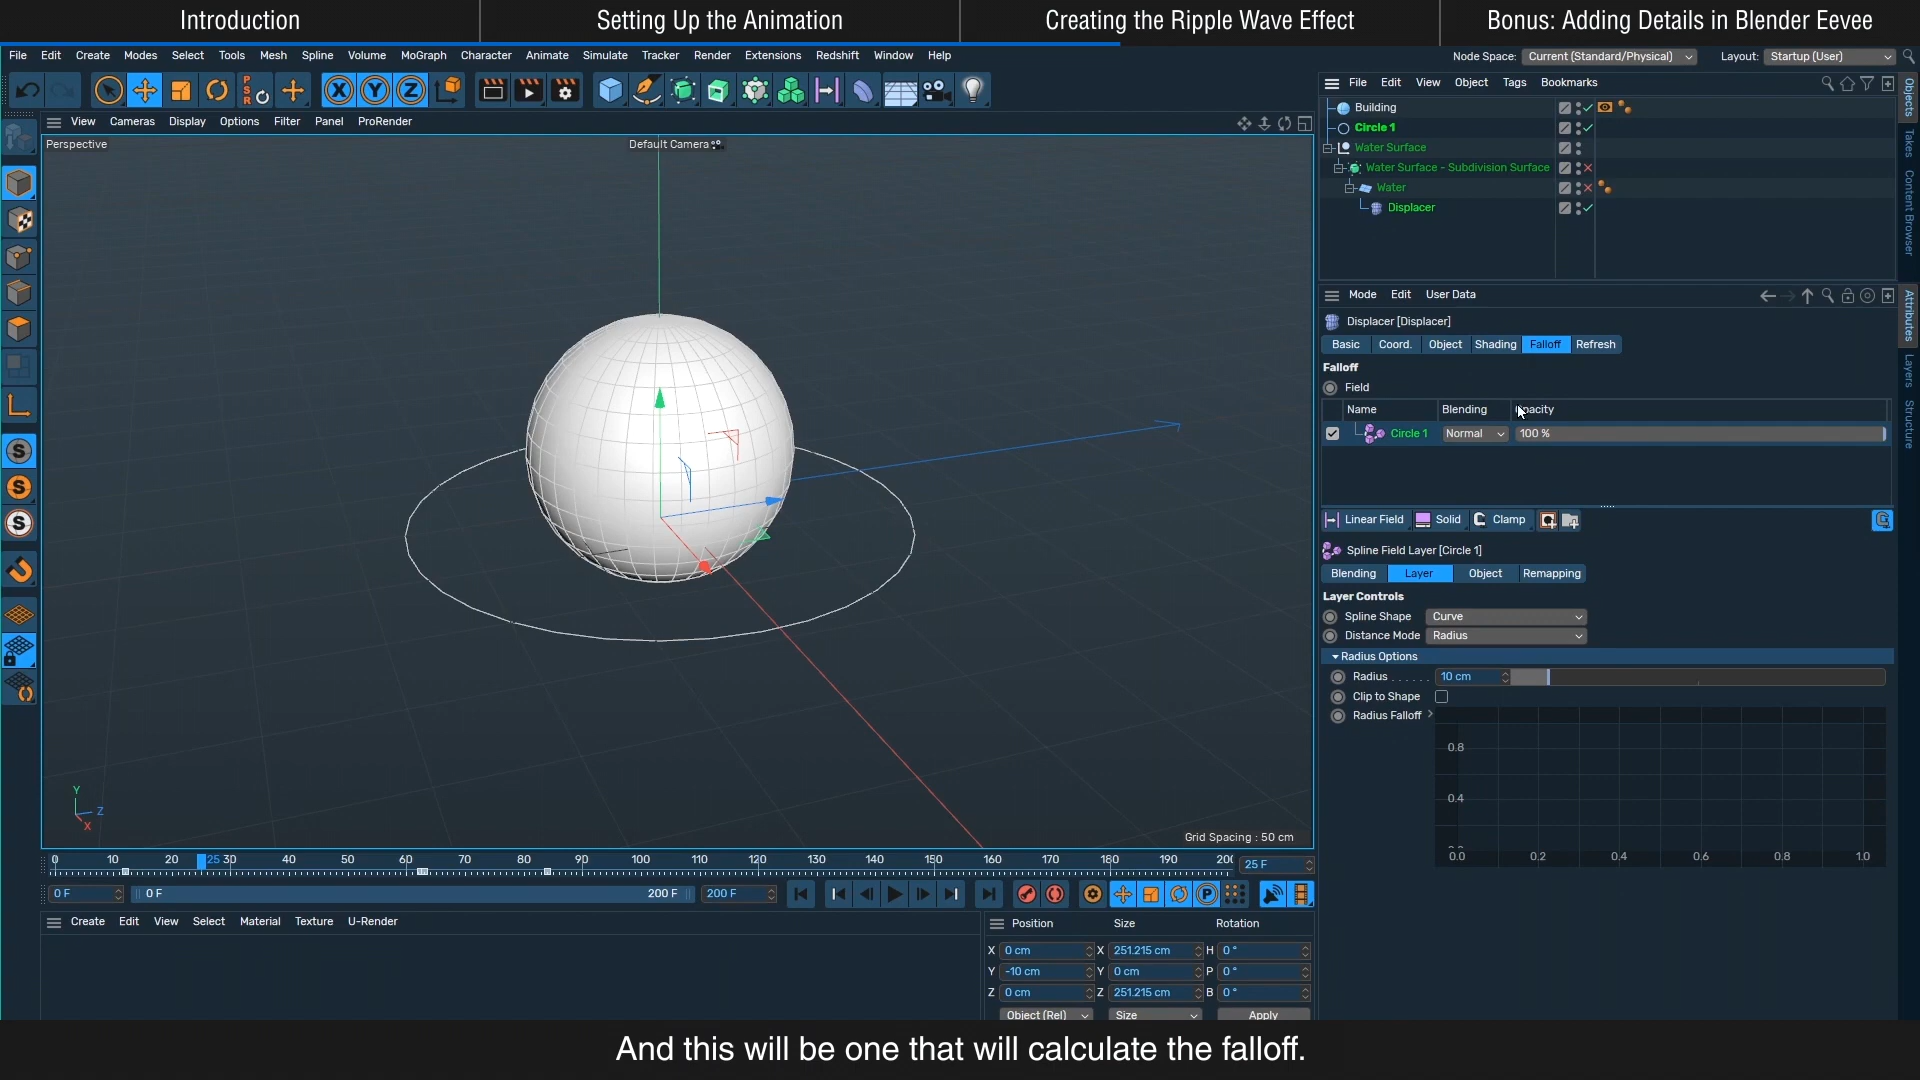 Introduction
Setting Up the Animation
Creating the Ripple Wave Effect
Bonus: Adding Details in Blender Eevee
File Edit Create Modes Select Tools Mesh Spline Volume MoGraph Character Animate Simulate Tracker Render Extensions Redshift Window Help
Node Space: Current (Standard/Physical) Layout: Startup (User)
P
S
R
X Y Z
File Edit View Object Tags Bookmarks
View Cameras Display Options Filter Panel ProRender
Perspective
Default Camera
Building
Circle 1
Water Surface
Water Surface - Subdivision Surface
Water
Displacer
Objects
Takes
Content Browser
Attributes
Layers
Structure
Mode Edit User Data
Displacer [Displacer]
Basic Coord. Object Shading Falloff Refresh
Falloff
Field
Name Blending Opacity
Circle 1 Normal 100 %
Linear Field Solid Clamp
Spline Field Layer [Circle 1]
Blending Layer Object Remapping
Layer Controls
Spline Shape Curve
Distance Mode Radius
Radius Options
Radius . . . . . . 10 cm
Clip to Shape
Radius Falloff
0.8
0.4
0.0 0.2 0.4 0.6 0.8 1.0
S
S
S
Y
Z
X
Grid Spacing : 50 cm
0 10 20 25 30 40 50 60 70 80 90 100 110 120 130 140 150 160 170 180 190 20
25 F
0 F 0 F 200 F 200 F
P
Create Edit View Select Material Texture U-Render
Position Size Rotation
X 0 cm X 251.215 cm H 0 °
Y -10 cm Y 0 cm P 0 °
Z 0 cm Z 251.215 cm B 0 °
Object (Rel) Size Apply
And this will be one that will calculate the falloff.